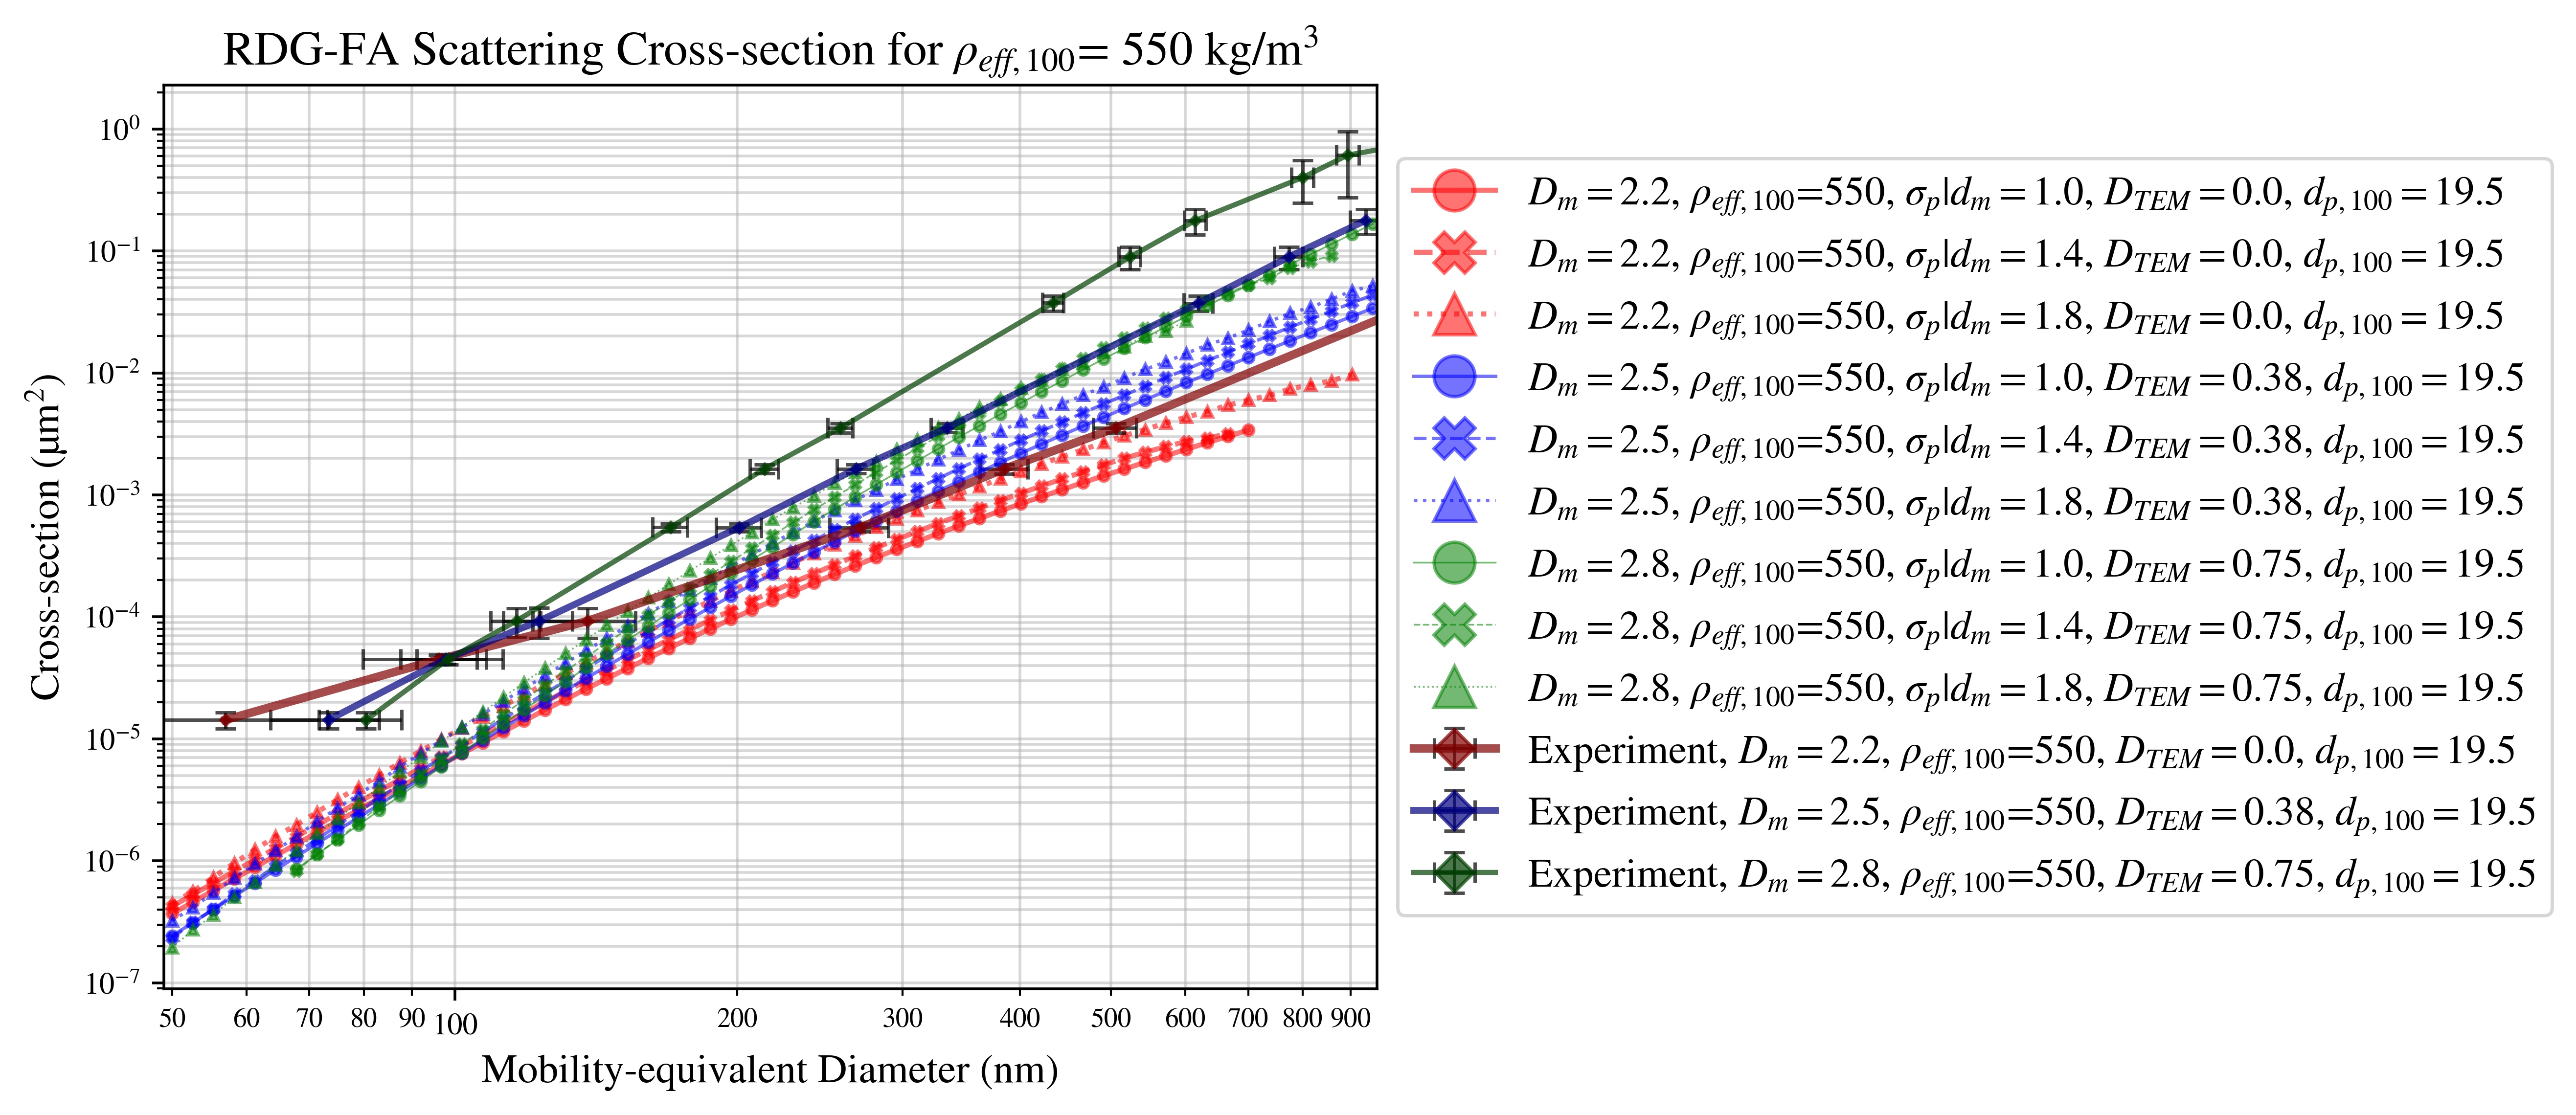 RDG-FA Scattering Cross-section for ρeff,100= 550 kg/m³
Cross-section (µm²)
10⁰
10⁻¹
10⁻²
10⁻³
10⁻⁴
10⁻⁵
10⁻⁶
10⁻⁷
50 60 70 80 90 100 200 300 400 500 600 700 800 900
Mobility-equivalent Diameter (nm)
Dm = 2.2, ρeff,100=550, σp|dm = 1.0, DTEM = 0.0, dp,100 = 19.5
Dm = 2.2, ρeff,100=550, σp|dm = 1.4, DTEM = 0.0, dp,100 = 19.5
Dm = 2.2, ρeff,100=550, σp|dm = 1.8, DTEM = 0.0, dp,100 = 19.5
Dm = 2.5, ρeff,100=550, σp|dm = 1.0, DTEM = 0.38, dp,100 = 19.5
Dm = 2.5, ρeff,100=550, σp|dm = 1.4, DTEM = 0.38, dp,100 = 19.5
Dm = 2.5, ρeff,100=550, σp|dm = 1.8, DTEM = 0.38, dp,100 = 19.5
Dm = 2.8, ρeff,100=550, σp|dm = 1.0, DTEM = 0.75, dp,100 = 19.5
Dm = 2.8, ρeff,100=550, σp|dm = 1.4, DTEM = 0.75, dp,100 = 19.5
Dm = 2.8, ρeff,100=550, σp|dm = 1.8, DTEM = 0.75, dp,100 = 19.5
Experiment, Dm = 2.2, ρeff,100=550, DTEM = 0.0, dp,100 = 19.5
Experiment, Dm = 2.5, ρeff,100=550, DTEM = 0.38, dp,100 = 19.5
Experiment, Dm = 2.8, ρeff,100=550, DTEM = 0.75, dp,100 = 19.5